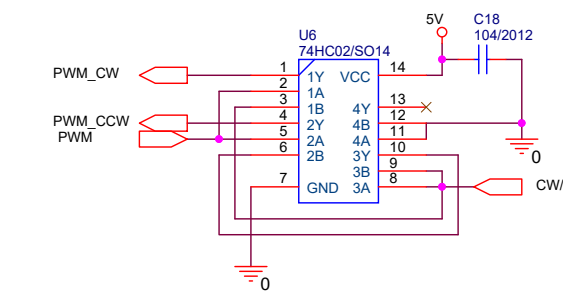 5V
C18
104/2012
U6
74HC02/SO14
PWM_CW
1 1Y VCC 14
2 1A
3 1B 4Y 13
PWM_CCW
4 2Y 4B 12
PWM
5 2A 4A 11
6 2B 3Y 10
3B 9
7 GND 3A 8
CW/
0
0